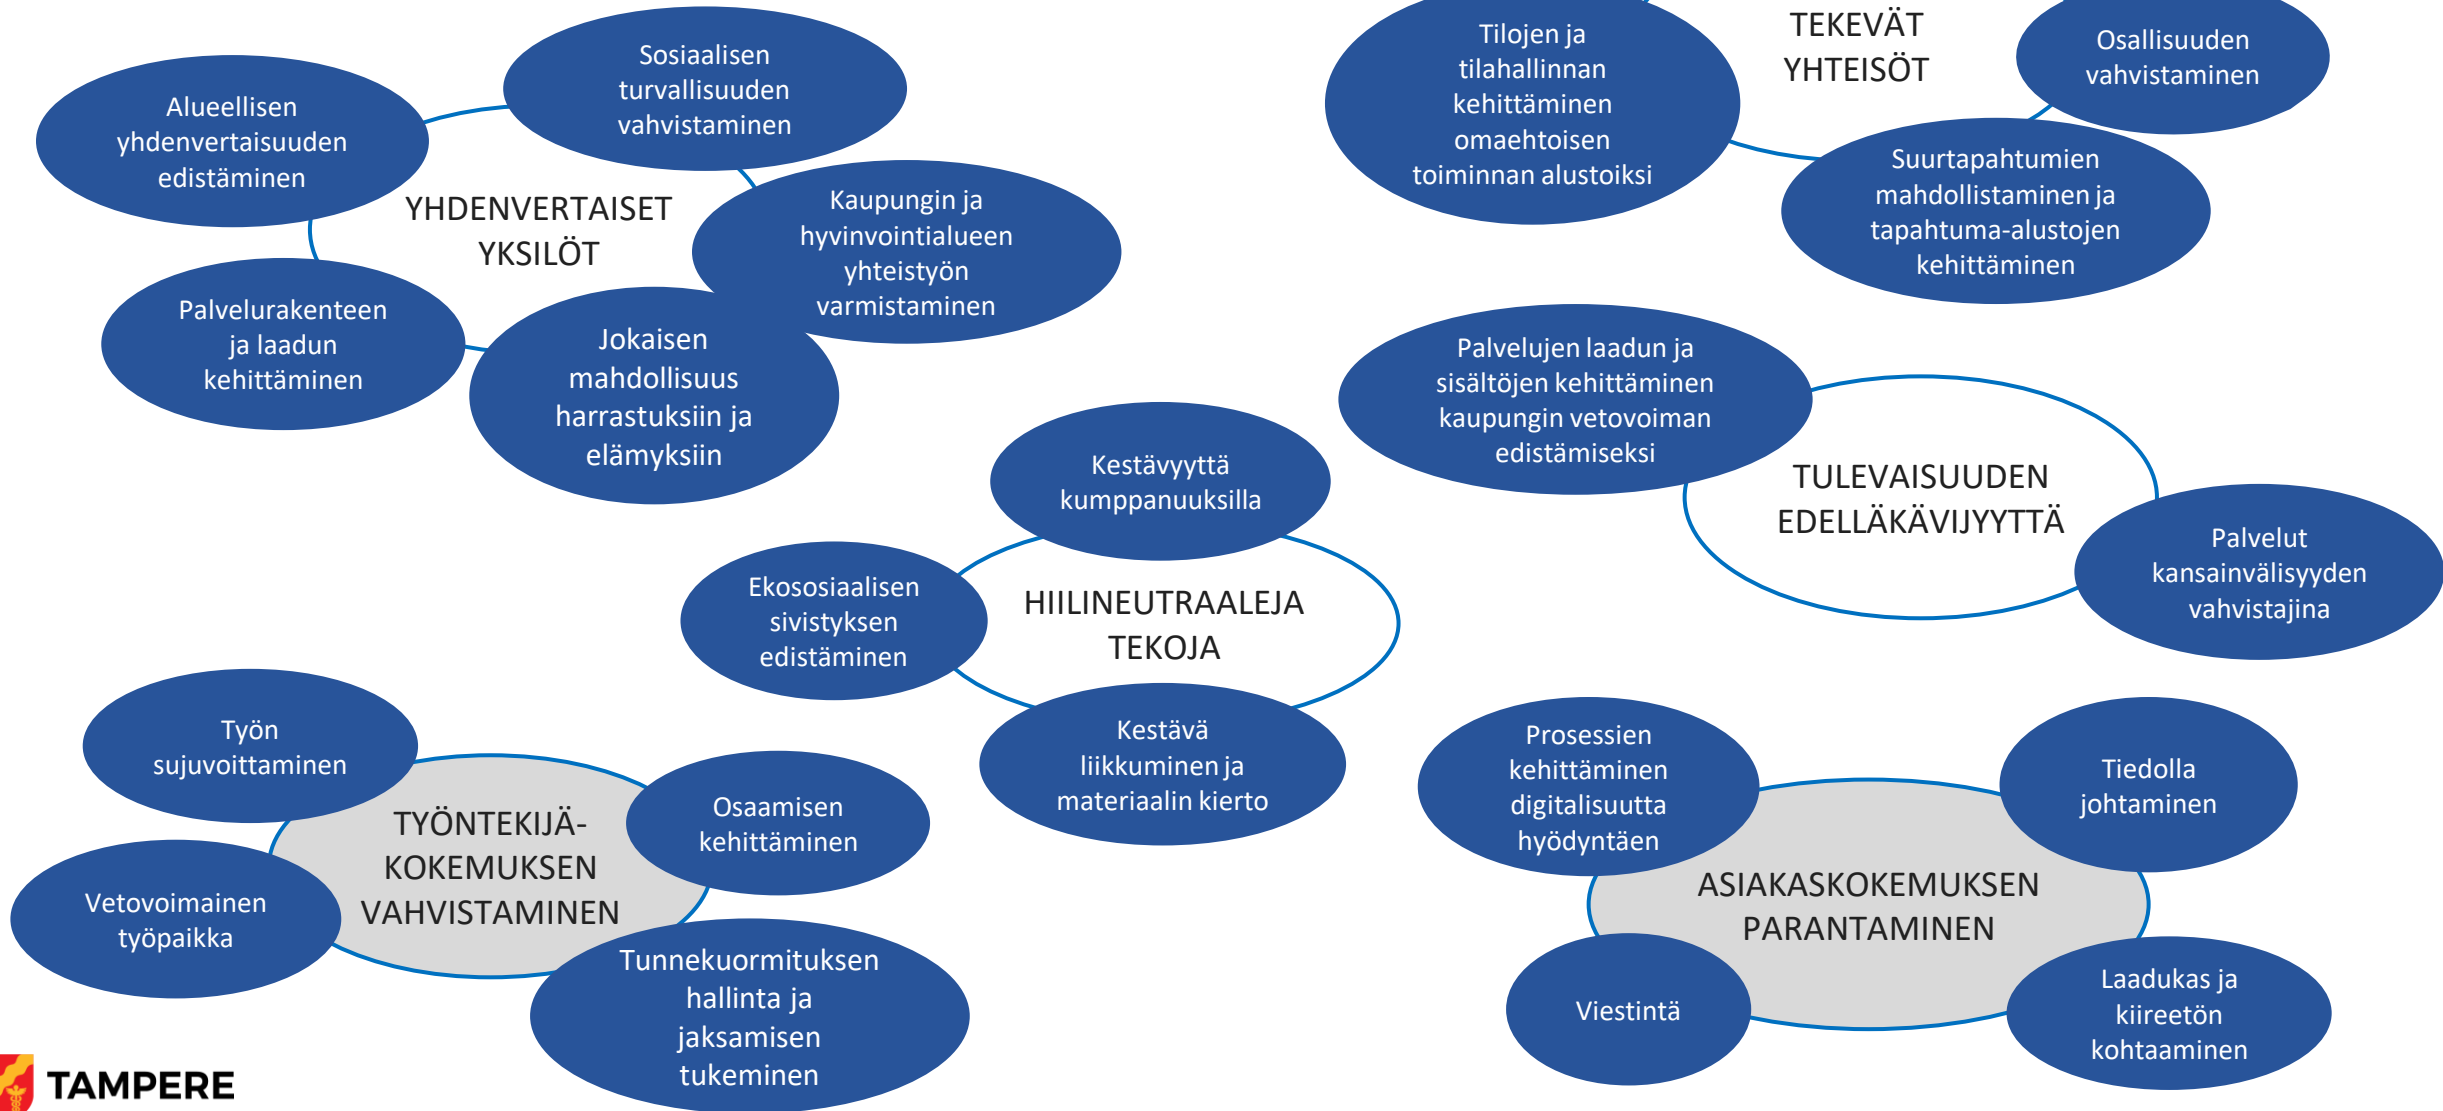 Sosiaalisen
turvallisuuden
vahvistaminen
Alueellisen
yhdenvertaisuuden
edistäminen
YHDENVERTAISET
YKSILÖT
Kaupungin ja
hyvinvointialueen
yhteistyön
varmistaminen
Palvelurakenteen
ja laadun
kehittäminen
Jokaisen
mahdollisuus
harrastuksiin ja
elämyksiin
TEKEVÄT
YHTEISÖT
Tilojen ja
tilahallinnan
kehittäminen
omaehtoisen
toiminnan alustoiksi
Osallisuuden
vahvistaminen
Suurtapahtumien
mahdollistaminen ja
tapahtuma-alustojen
kehittäminen
Palvelujen laadun ja
sisältöjen kehittäminen
kaupungin vetovoiman
edistämiseksi
TULEVAISUUDEN
EDELLÄKÄVIJYYTTÄ
Palvelut
kansainvälisyyden
vahvistajina
Kestävyyttä
kumppanuuksilla
Ekososiaalisen
sivistyksen
edistäminen
HIILINEUTRAALEJA
TEKOJA
Kestävä
liikkuminen ja
materiaalin kierto
Työn
sujuvoittaminen
TYÖNTEKIJÄ-
KOKEMUKSEN
VAHVISTAMINEN
Osaamisen
kehittäminen
Vetovoimainen
työpaikka
Tunnekuormituksen
hallinta ja
jaksamisen
tukeminen
Prosessien
kehittäminen
digitalisuutta
hyödyntäen
Tiedolla
johtaminen
ASIAKASKOKEMUKSEN
PARANTAMINEN
Viestintä
Laadukas ja
kiireetön
kohtaaminen
TAMPERE